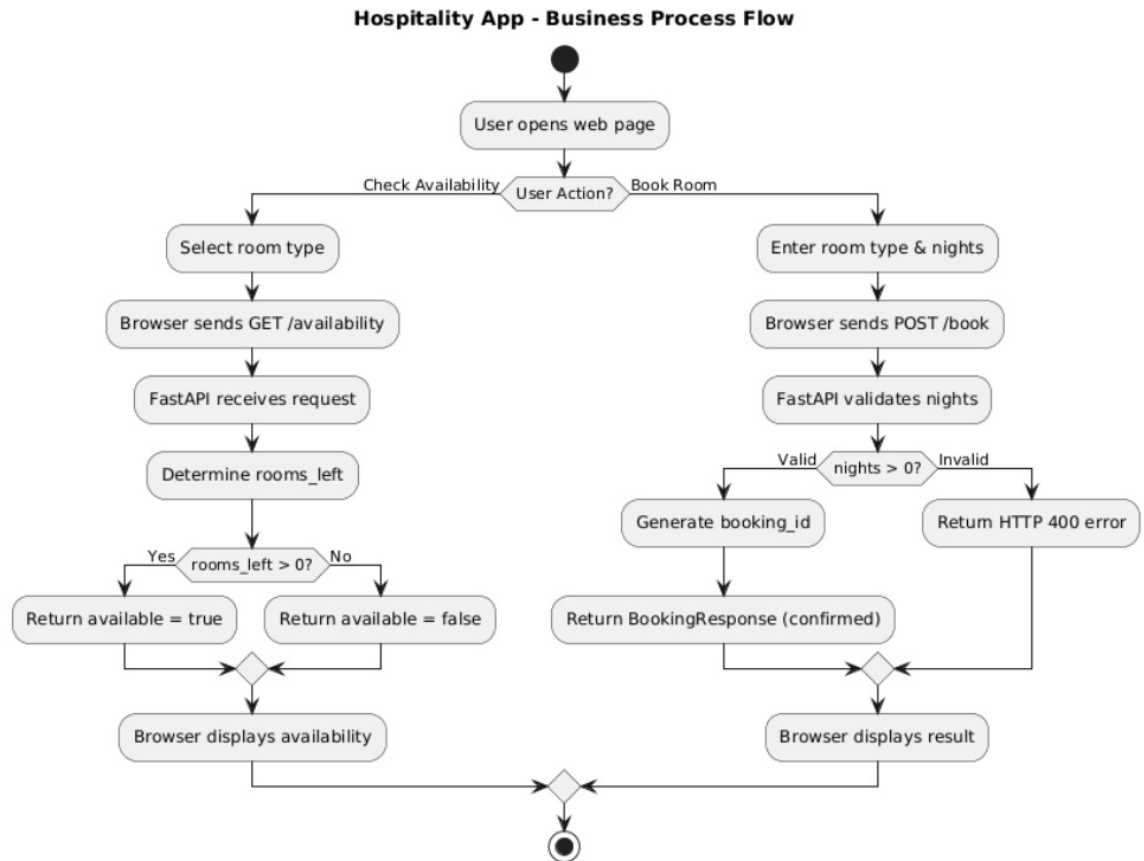 Hospitality App - Business Process Flow
User opens web page
User Action?
Check Availability
Book Room
Select room type
Browser sends GET /availability
FastAPI receives request
Determine rooms_left
rooms_left > 0?
Yes
No
Return available = true
Return available = false
Browser displays availability
Enter room type & nights
Browser sends POST /book
FastAPI validates nights
nights > 0?
Valid
Invalid
Generate booking_id
Return BookingResponse (confirmed)
Return HTTP 400 error
Browser displays result